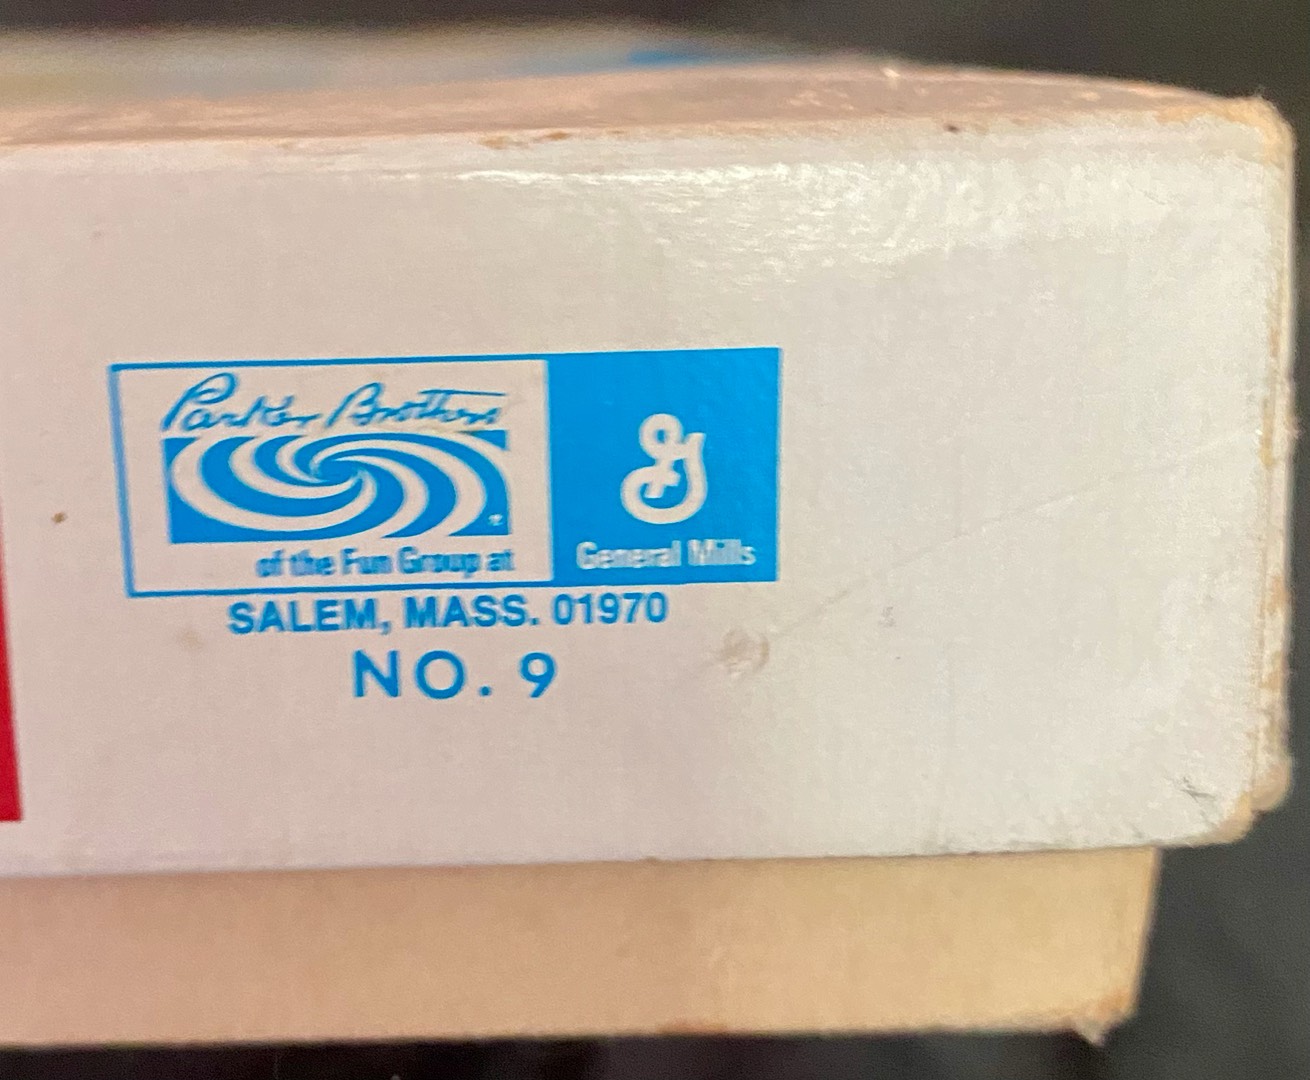 Parker Brothers
of the Fun Group at
General Mills
SALEM, MASS. 01970
NO. 9